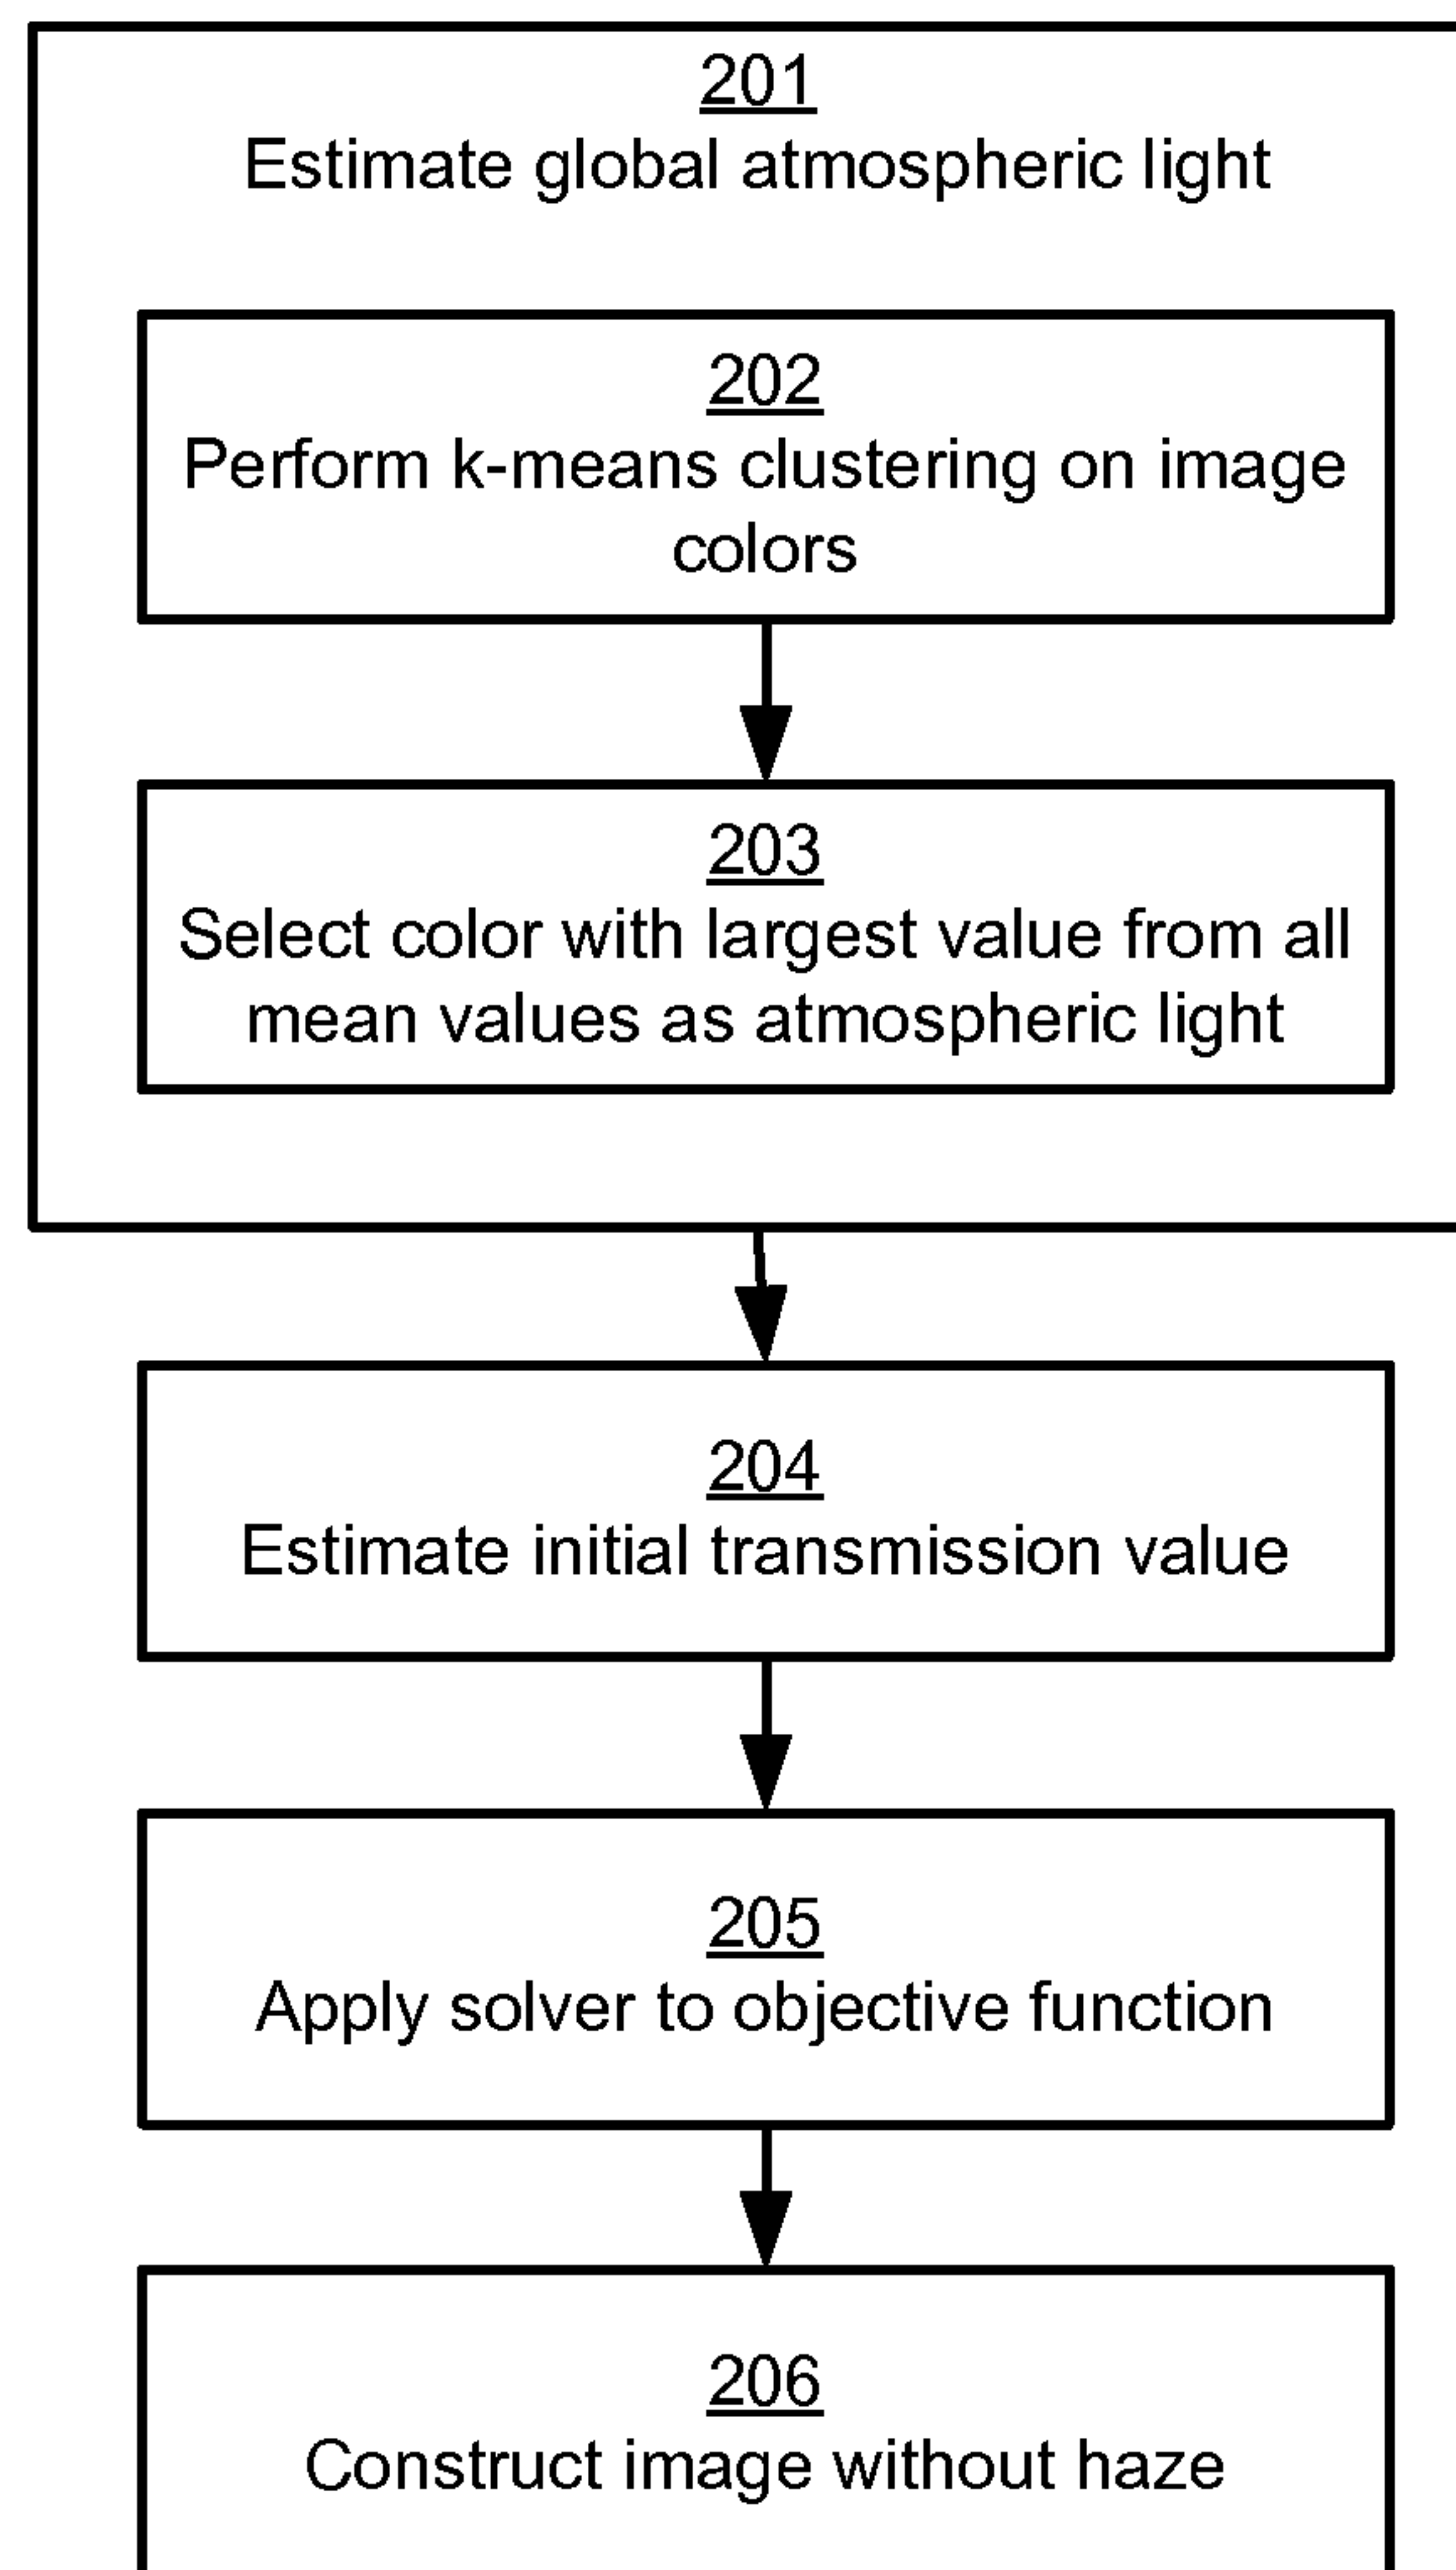 201
Estimate global atmospheric light
202
Perform k-means clustering on image
colors
203
Select color with largest value from all
mean values as atmospheric light
204
Estimate initial transmission value
205
Apply solver to objective function
206
Construct image without haze